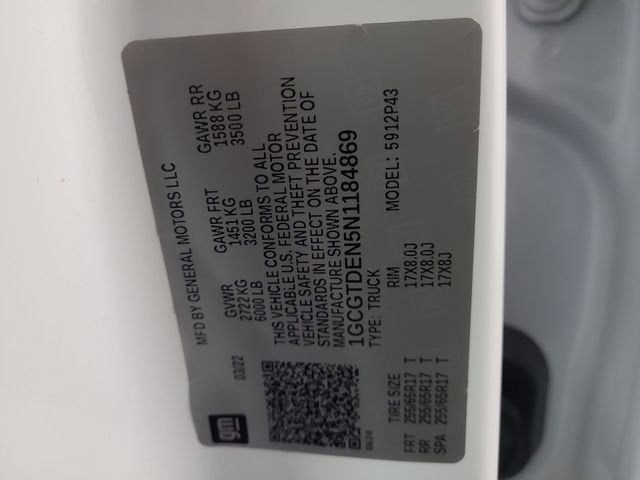 gm
MFD BY GENERAL MOTORS LLC
03/22
GVWR GAWR FRT GAWR RR
2722 KG 1451 KG 1588 KG
6000 LB 3200 LB 3500 LB
THIS VEHICLE CONFORMS TO ALL
APPLICABLE U.S. FEDERAL MOTOR
VEHICLE SAFETY AND THEFT PREVENTION
STANDARDS IN EFFECT ON THE DATE OF
MANUFACTURE SHOWN ABOVE.
1GCGTDEN5N1184869
TYPE: TRUCK MODEL: 5912P43
TIRE SIZE RIM
FRT 255/65R17 T 17X8.0J
RR 255/65R17 T 17X8.0J
SPA 255/65R17 T 17X8J